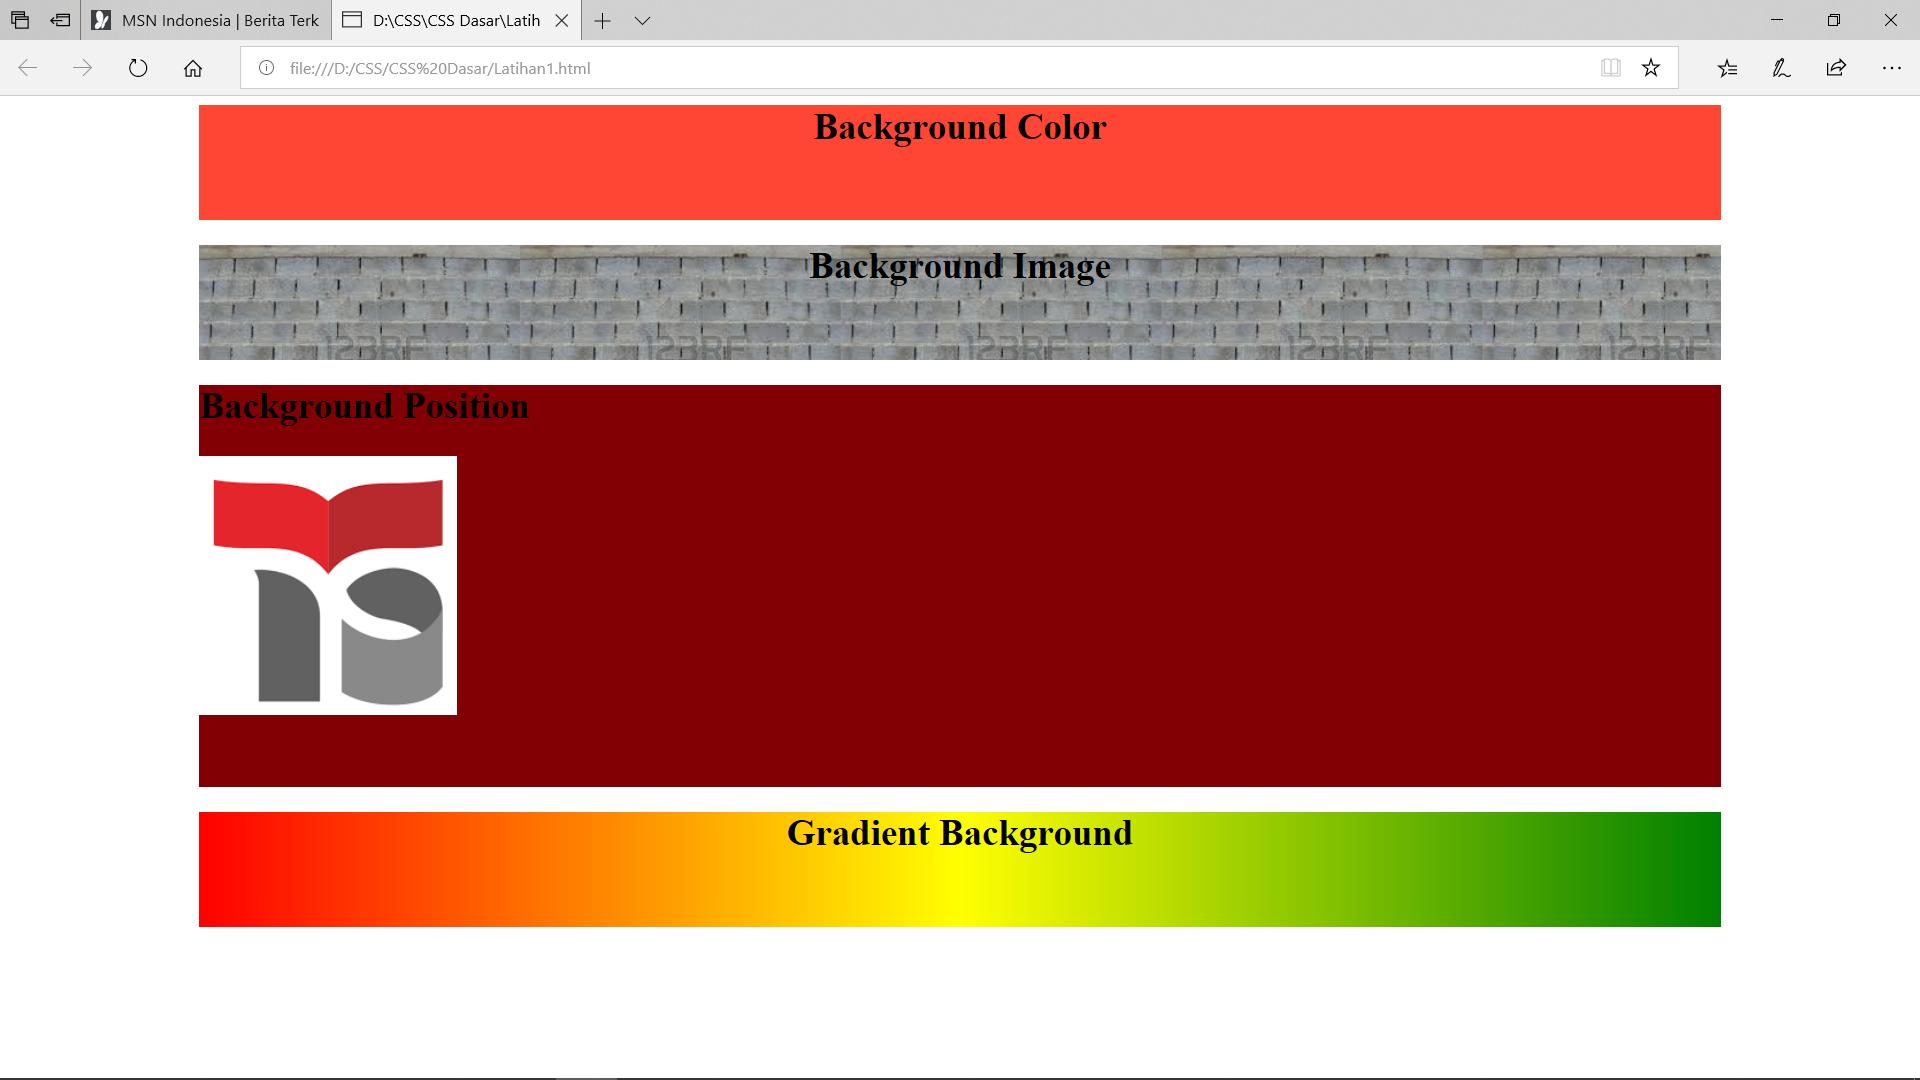 MSN Indonesia | Berita Terk
D:\CSS\CSS Dasar\Latih
file:///D:/CSS/CSS%20Dasar/Latihan1.html
Background Color
Background Image
123RF 123RF 123RF 123RF 123RF
Background Position
Gradient Background